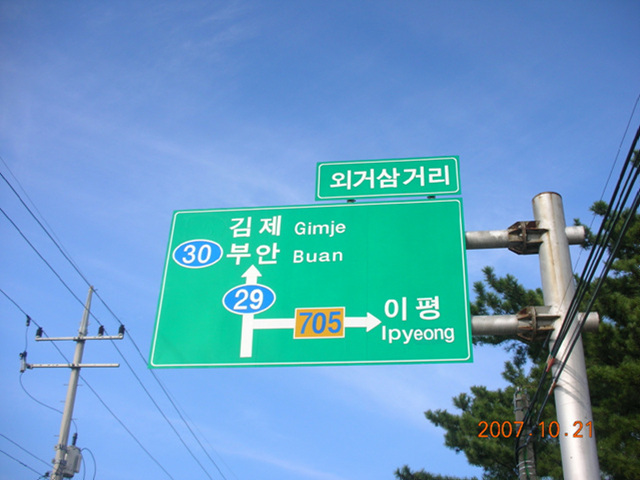 외거삼거리
김제 Gimje
30 부안 Buan
29
705 이평
Ipyeong
2007.10.21